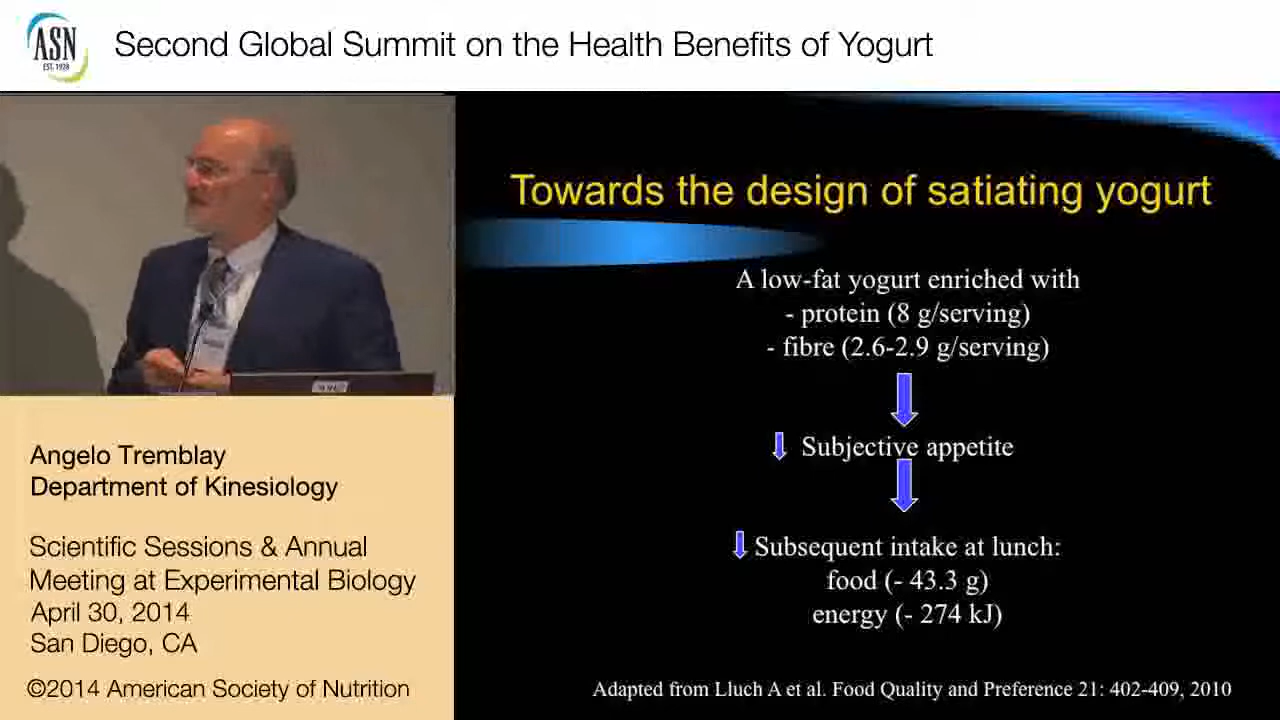 ASN
EST. 1928
Second Global Summit on the Health Benefits of Yogurt
Towards the design of satiating yogurt
A low-fat yogurt enriched with
- protein (8 g/serving)
- fibre (2.6-2.9 g/serving)
Subjective appetite
Subsequent intake at lunch:
food (- 43.3 g)
energy (- 274 kJ)
Adapted from Lluch A et al. Food Quality and Preference 21: 402-409, 2010
Angelo Tremblay
Department of Kinesiology
Scientific Sessions & Annual
Meeting at Experimental Biology
April 30, 2014
San Diego, CA
©2014 American Society of Nutrition